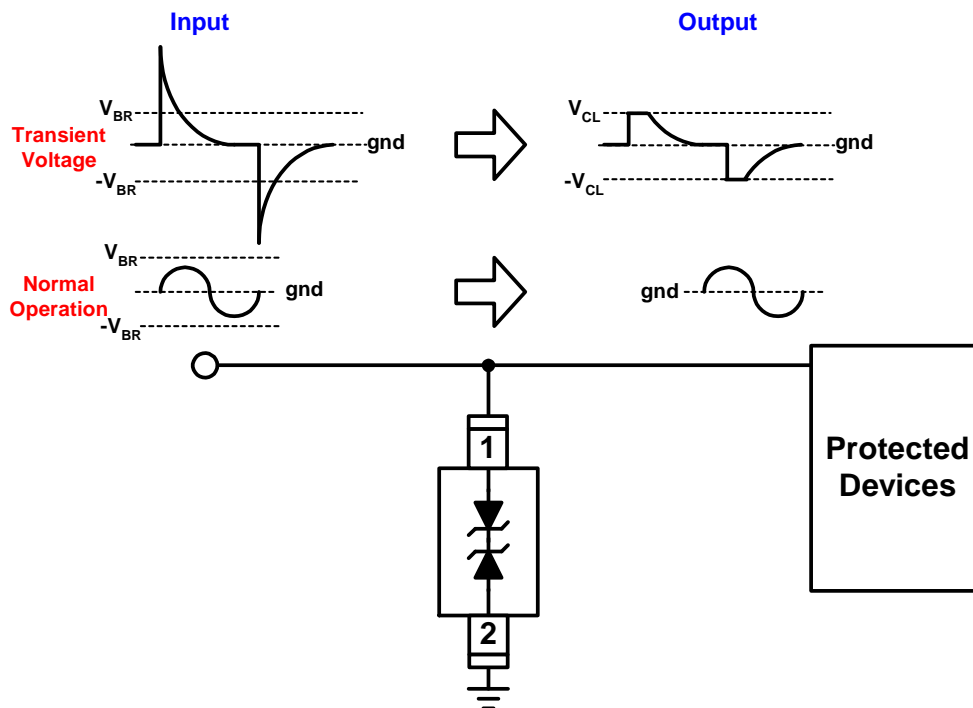 Input
Output
V_BR
Transient
Voltage
gnd
-V_BR
V_CL
gnd
-V_CL
V_BR
Normal
Operation
gnd
-V_BR
gnd
1
2
Protected
Devices